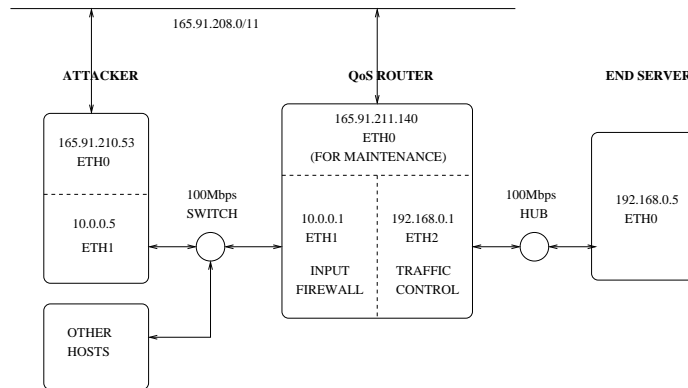 165.91.208.0/11
ATTACKER
QoS ROUTER
END SERVER
165.91.210.53
ETH0
10.0.0.5
ETH1
100Mbps
SWITCH
OTHER
HOSTS
165.91.211.140
ETH0
(FOR MAINTENANCE)
10.0.0.1
ETH1
INPUT
FIREWALL
192.168.0.1
ETH2
TRAFFIC
CONTROL
100Mbps
HUB
192.168.0.5
ETH0